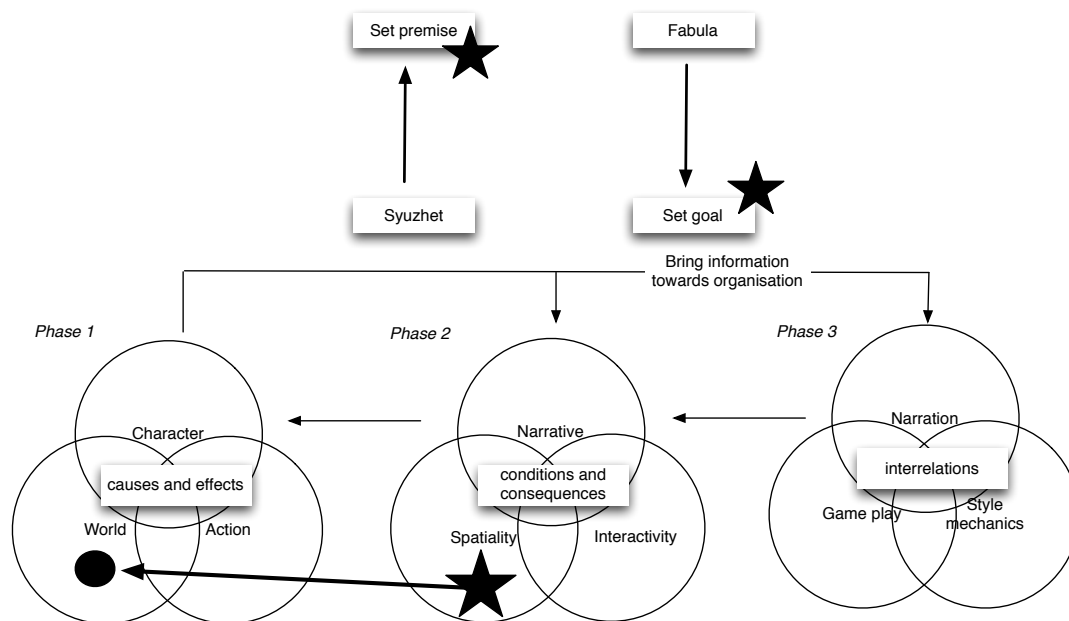 Set premise
Fabula
Syuzhet
Set goal
Bring information
towards organisation
Phase 1
Phase 2
Phase 3
Character
causes and effects
World
Action
Narrative
conditions and
consequences
Spatiality
Interactivity
Narration
interrelations
Game play
Style
mechanics